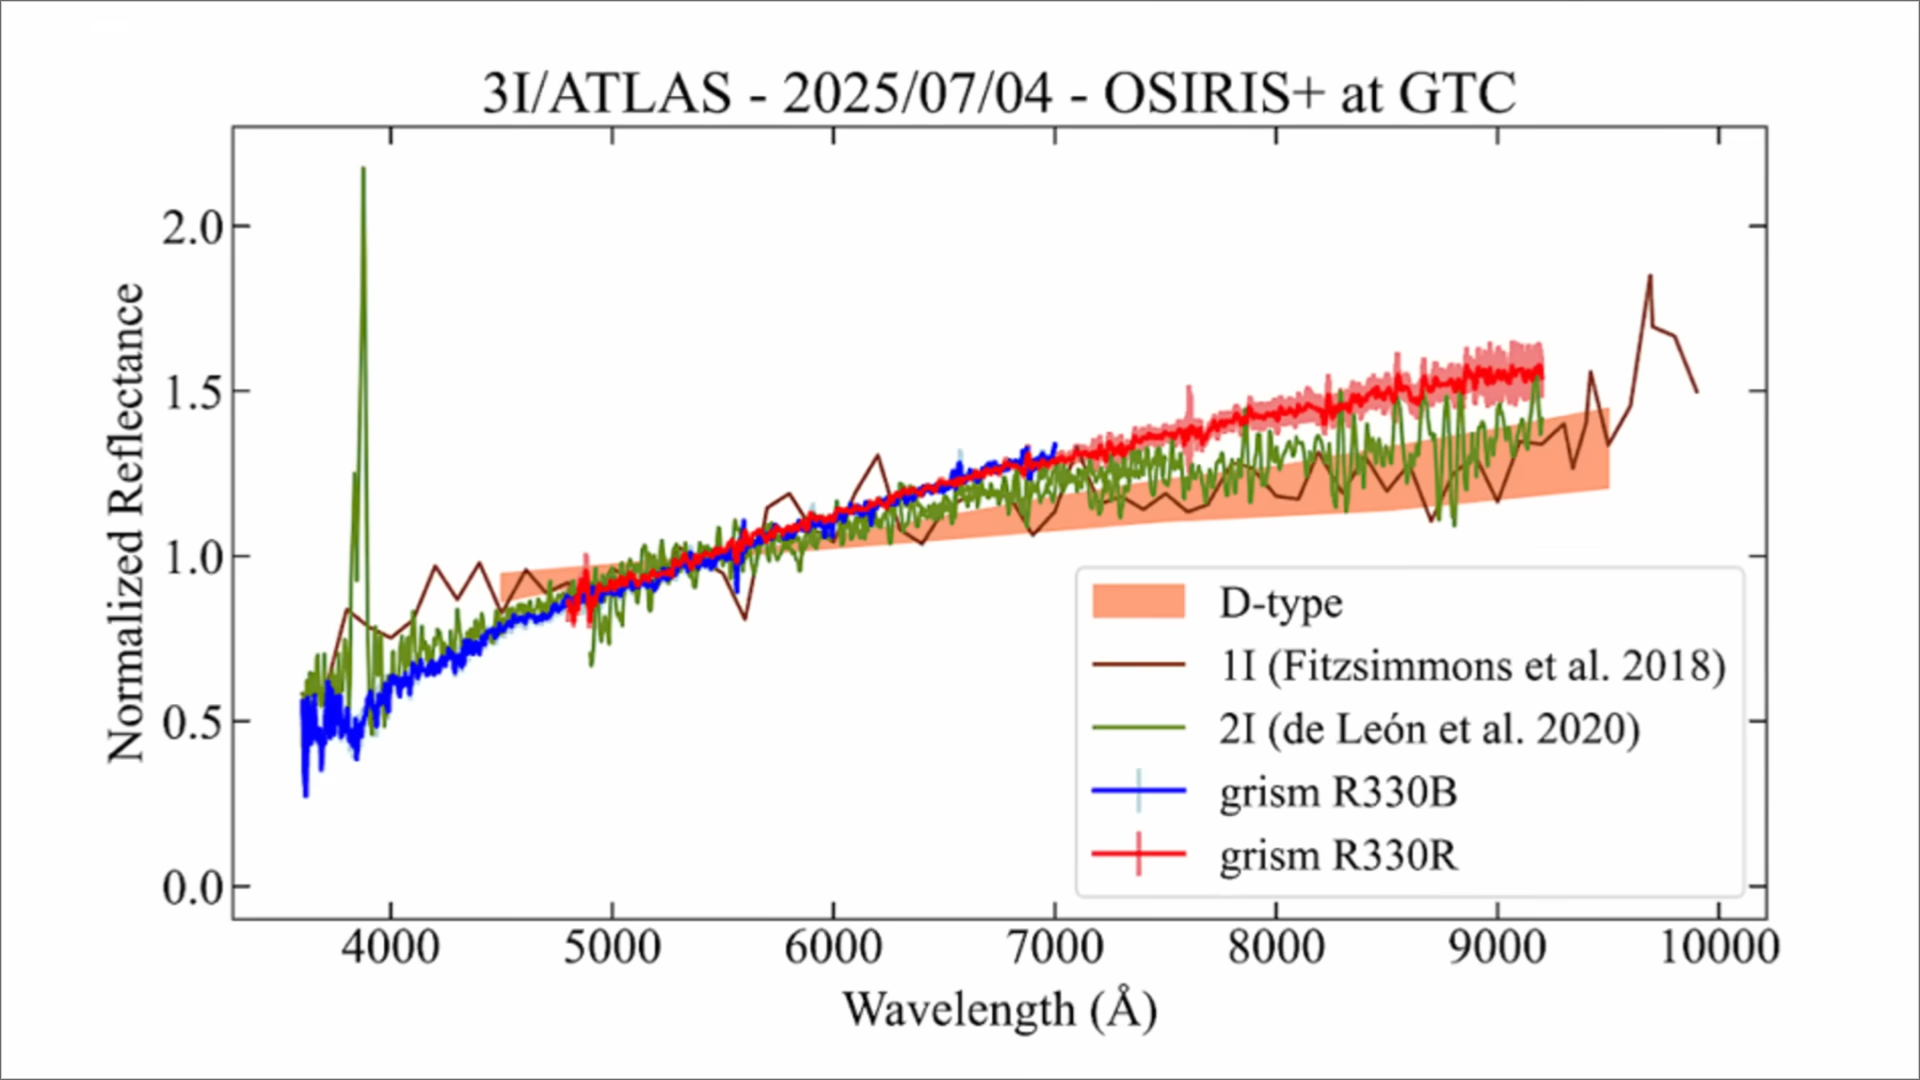 3I/ATLAS - 2025/07/04 - OSIRIS+ at GTC
Normalized Reflectance
2.0
1.5
1.0
0.5
0.0
D-type
1I (Fitzsimmons et al. 2018)
2I (de León et al. 2020)
grism R330B
grism R330R
4000 5000 6000 7000 8000 9000 10000
Wavelength (Å)